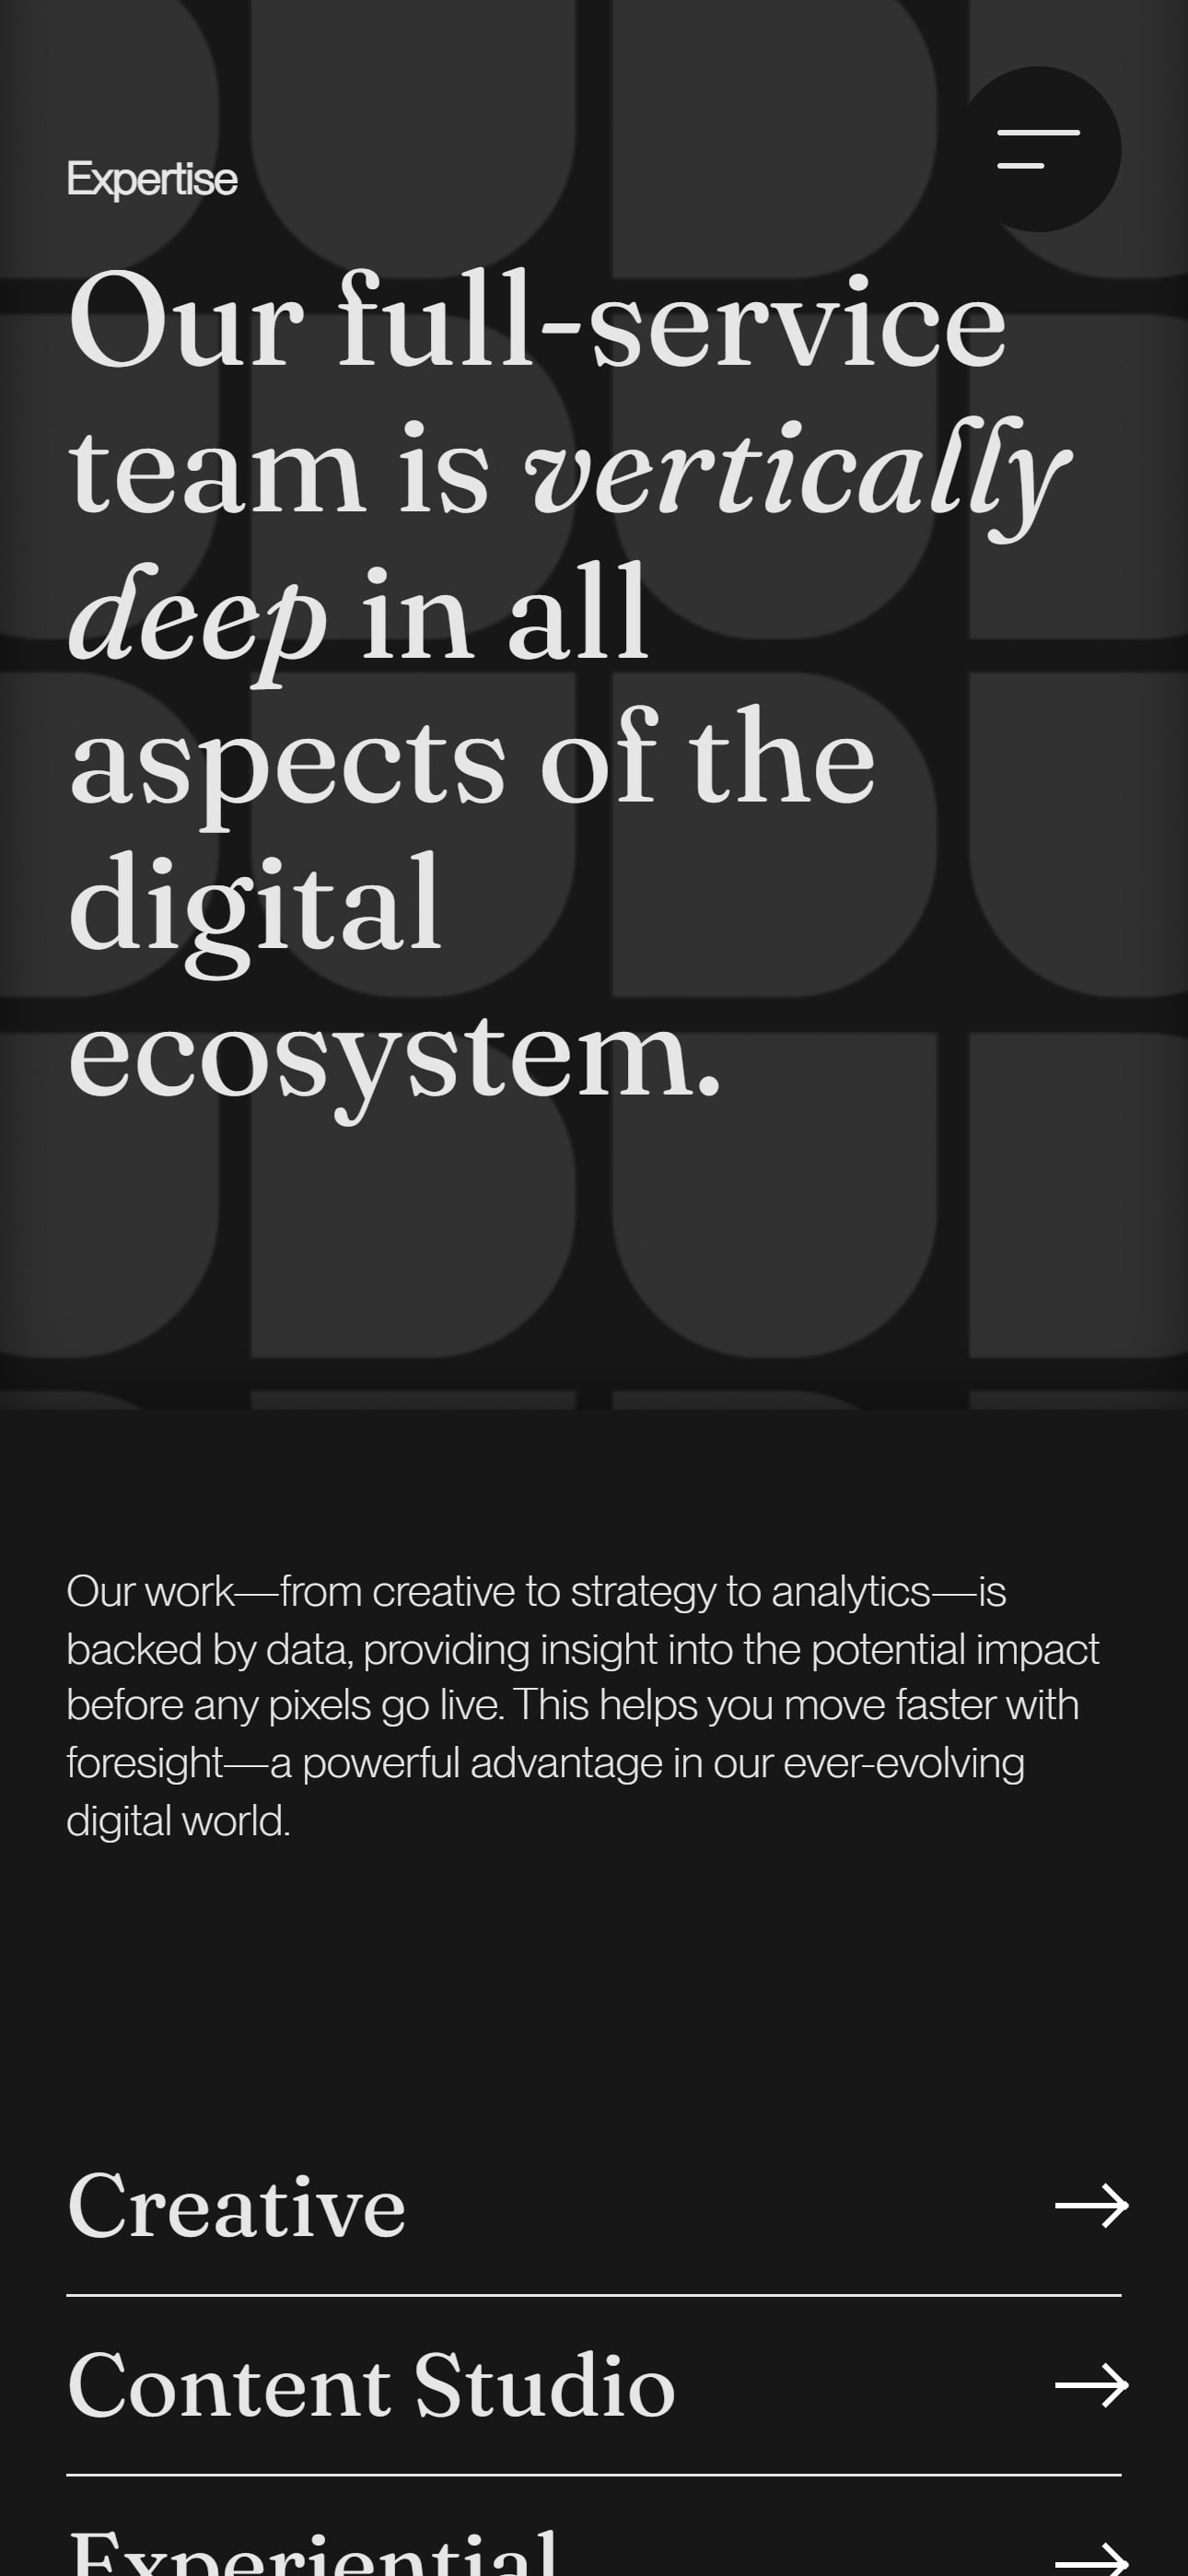 Expertise
Our full-service
team is vertically
deep in all
aspects of the
digital
ecosystem.
Our work—from creative to strategy to analytics—is
backed by data, providing insight into the potential impact
before any pixels go live. This helps you move faster with
foresight—a powerful advantage in our ever-evolving
digital world.
Creative
Content Studio
Experiential